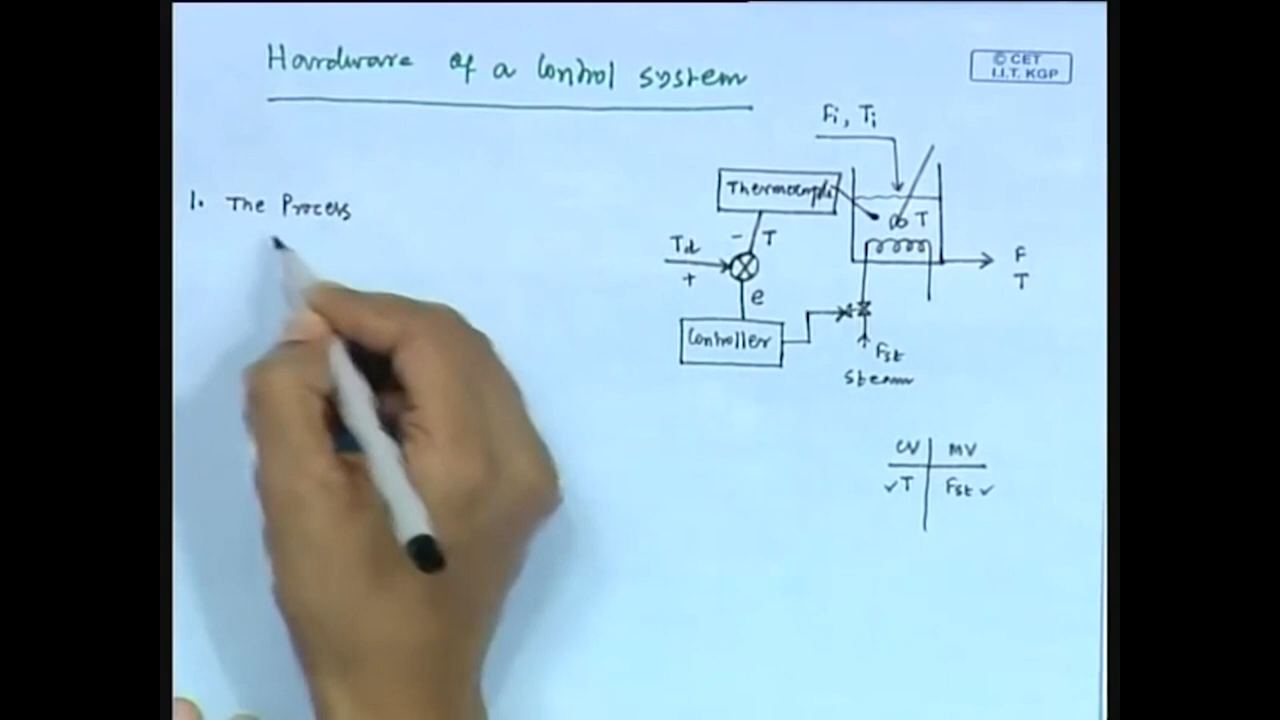 Hardware of a Control system
© CET
I.I.T. KGP
Fi, Ti
Thermocouple
1. The Process
T
- T
Td
+
F
T
e
Controller
Fst
Steam
CV MV
✓T Fst ✓